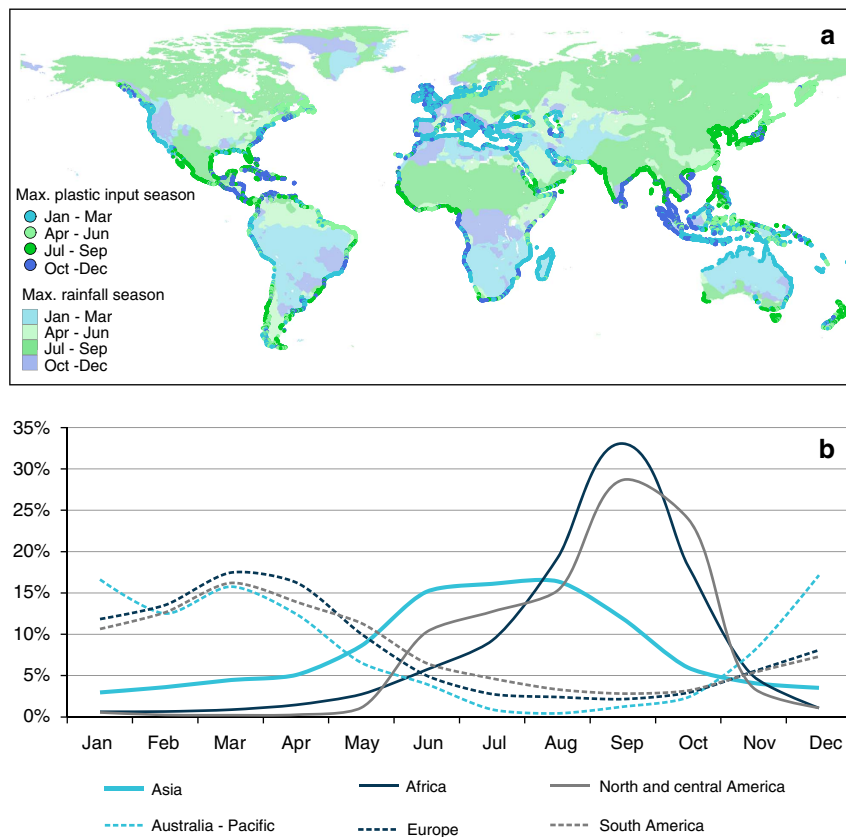 a
Max. plastic input season
Jan - Mar
Apr - Jun
Jul - Sep
Oct -Dec
Max. rainfall season
Jan - Mar
Apr - Jun
Jul - Sep
Oct -Dec
b
35%
30%
25%
20%
15%
10%
5%
0%
Jan Feb Mar Apr May Jun Jul Aug Sep Oct Nov Dec
Asia Africa North and central America
Australia - Pacific Europe South America